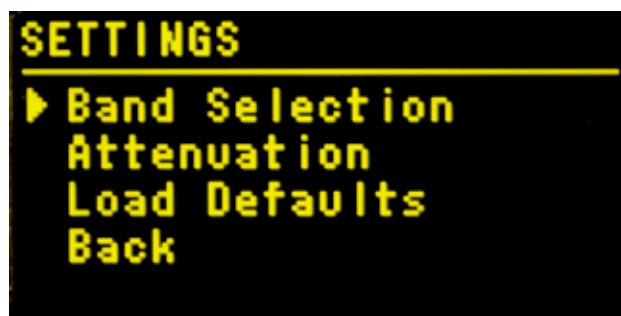 SETTINGS
Band Selection
Attenuation
Load Defaults
Back